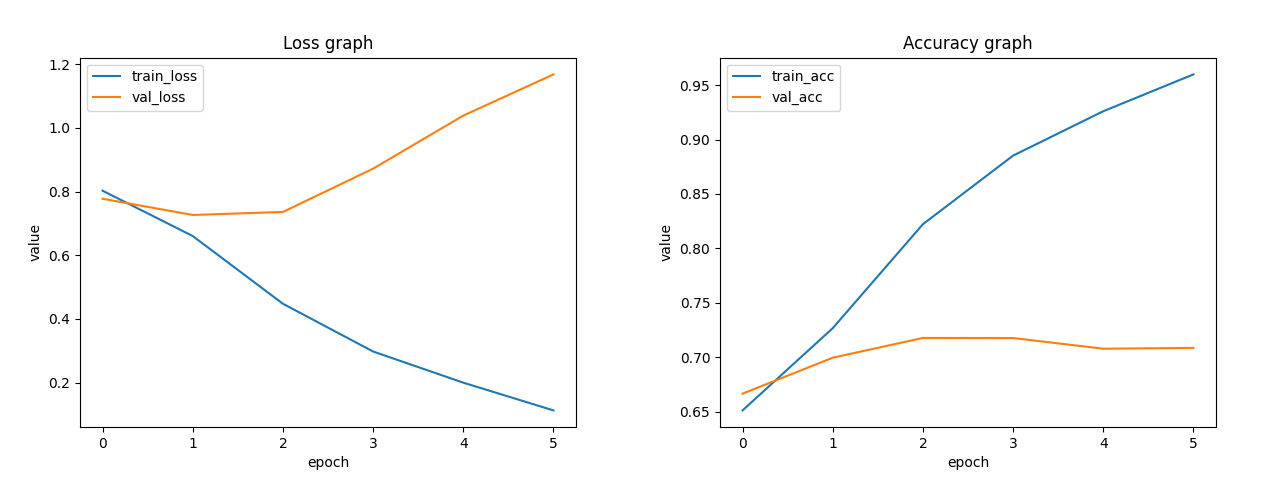 Loss graph
train_loss
val_loss
1.2
1.0
0.8
0.6
0.4
0.2
value
0 1 2 3 4 5
epoch
Accuracy graph
train_acc
val_acc
0.95
0.90
0.85
0.80
0.75
0.70
0.65
value
0 1 2 3 4 5
epoch